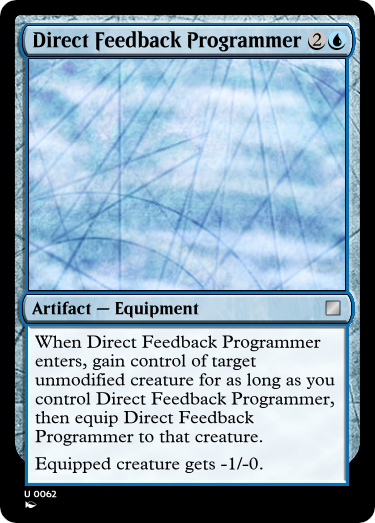 Direct Feedback Programmer 2
Artifact — Equipment
When Direct Feedback Programmer
enters, gain control of target
unmodified creature for as long as you
control Direct Feedback Programmer,
then equip Direct Feedback
Programmer to that creature.
Equipped creature gets -1/-0.
U 0062